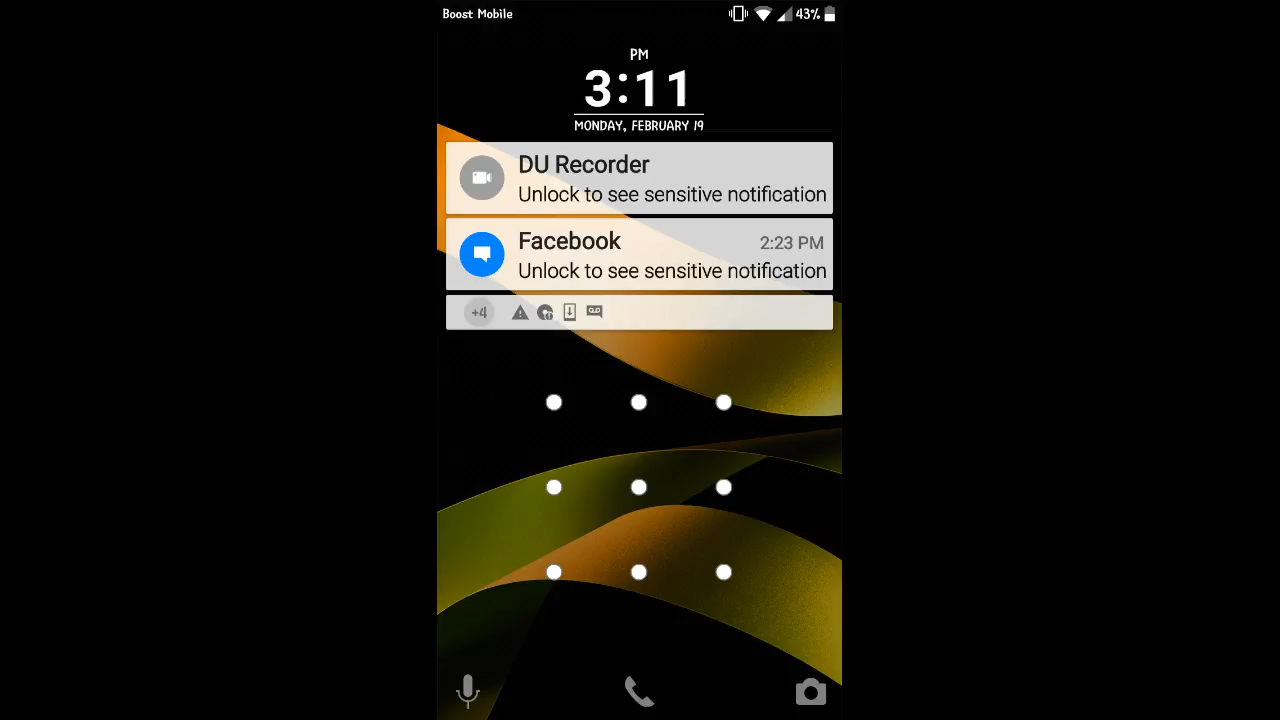 Boost Mobile
43%
PM
3:11
MONDAY, FEBRUARY 19
DU Recorder
Unlock to see sensitive notification
Facebook 2:23 PM
Unlock to see sensitive notification
+4